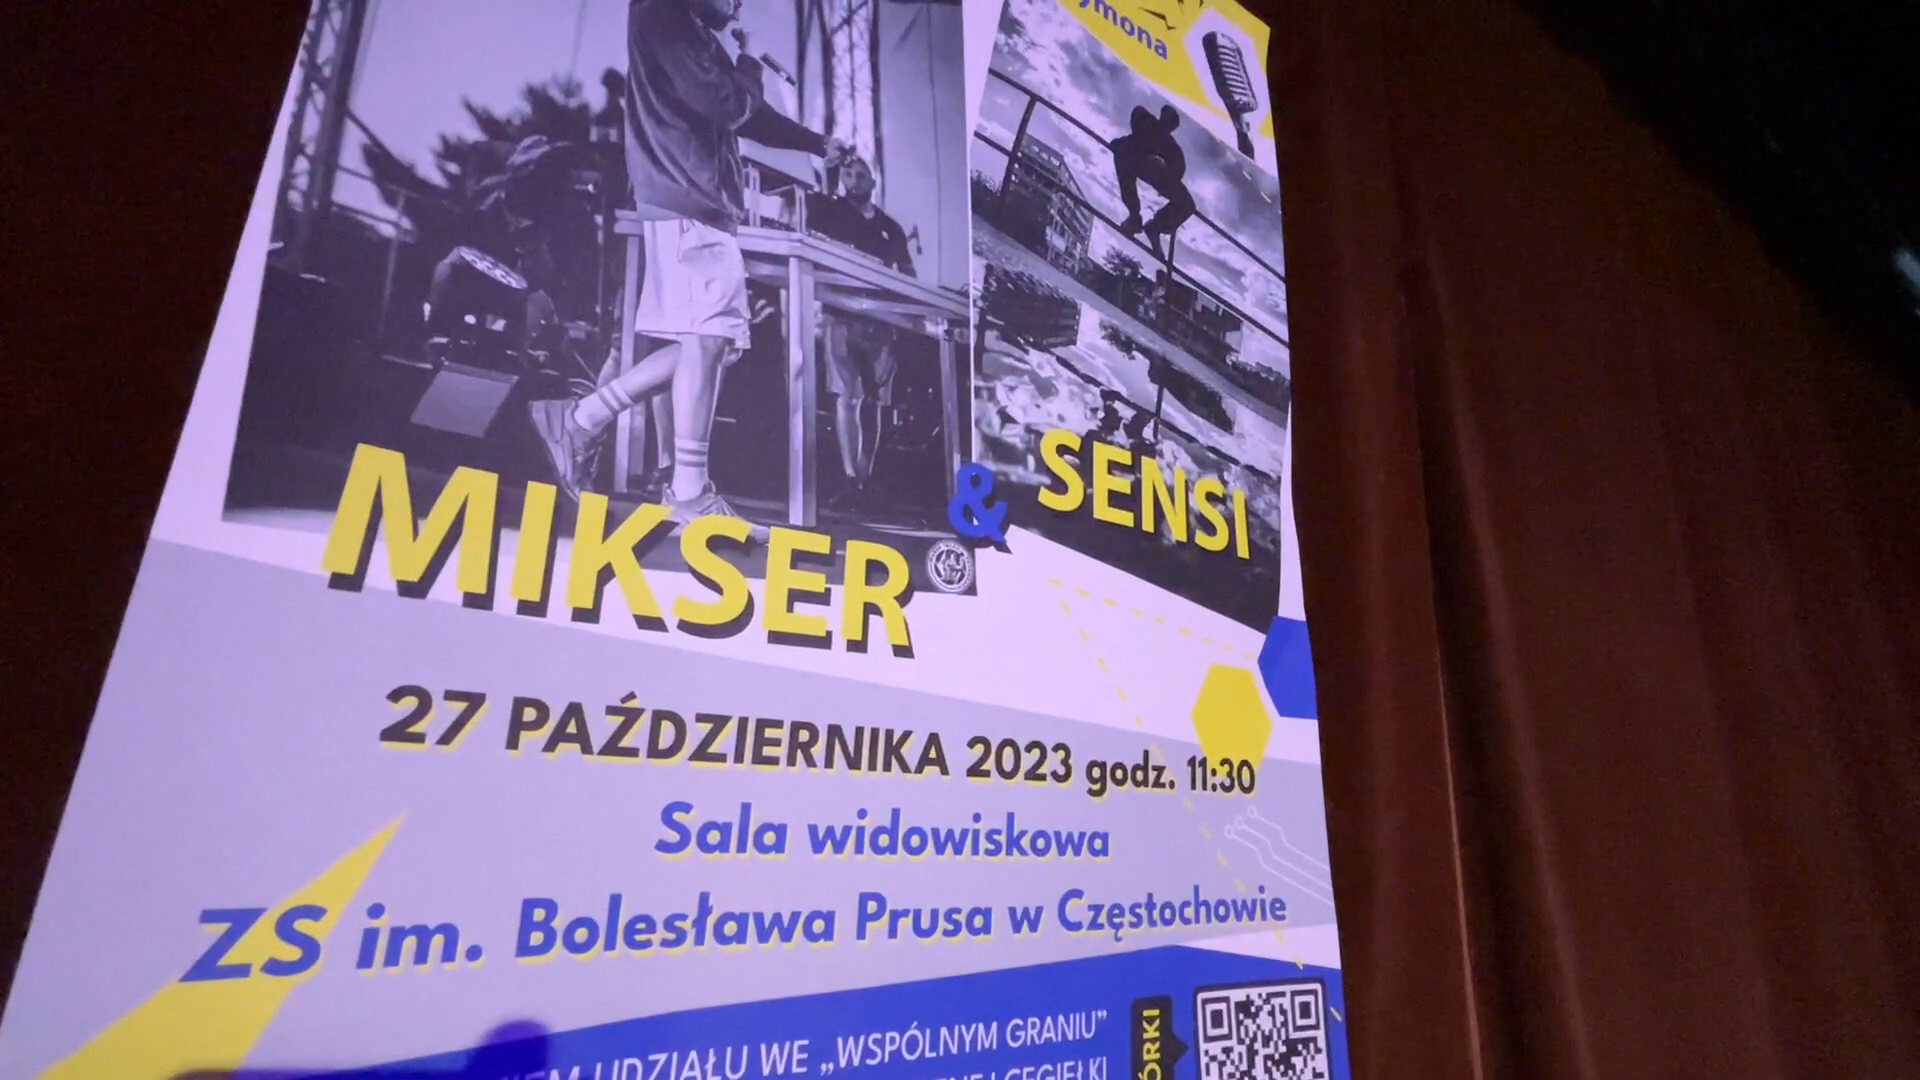 MIKSER & SENSI
27 PAŹDZIERNIKA 2023 godz. 11:30
Sala widowiskowa
ZS im. Bolesława Prusa w Częstochowie
UDZIAŁU WE „WSPÓLNYM GRANIU”